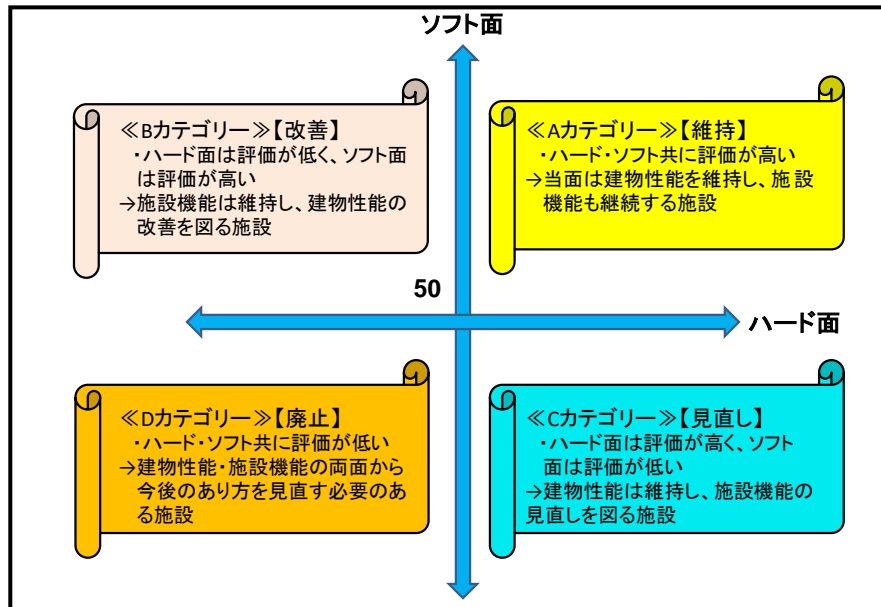 ソフト面
≪Bカテゴリー≫【改善】
・ハード面は評価が低く、ソフト面
は評価が高い
→施設機能は維持し、建物性能の
改善を図る施設
≪Aカテゴリー≫【維持】
・ハード・ソフト共に評価が高い
→当面は建物性能を維持し、施設
機能も継続する施設
50
ハード面
≪Dカテゴリー≫【廃止】
・ハード・ソフト共に評価が低い
→建物性能・施設機能の両面から
今後のあり方を見直す必要のあ
る施設
≪Cカテゴリー≫【見直し】
・ハード面は評価が高く、ソフト
面は評価が低い
→建物性能は維持し、施設機能の
見直しを図る施設